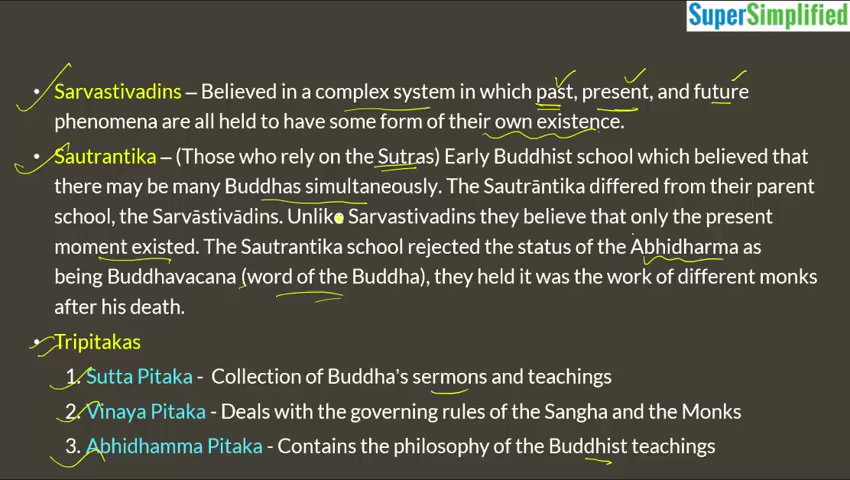 SuperSimplified
• Sarvastivadins – Believed in a complex system in which past, present, and future
phenomena are all held to have some form of their own existence.
• Sautrantika – (Those who rely on the Sutras) Early Buddhist school which believed that
there may be many Buddhas simultaneously. The Sautrāntika differed from their parent
school, the Sarvāstivādins. Unlike Sarvastivadins they believe that only the present
moment existed. The Sautrantika school rejected the status of the Abhidharma as
being Buddhavacana (word of the Buddha), they held it was the work of different monks
after his death.
• Tripitakas
1. Sutta Pitaka - Collection of Buddha's sermons and teachings
2. Vinaya Pitaka - Deals with the governing rules of the Sangha and the Monks
3. Abhidhamma Pitaka - Contains the philosophy of the Buddhist teachings